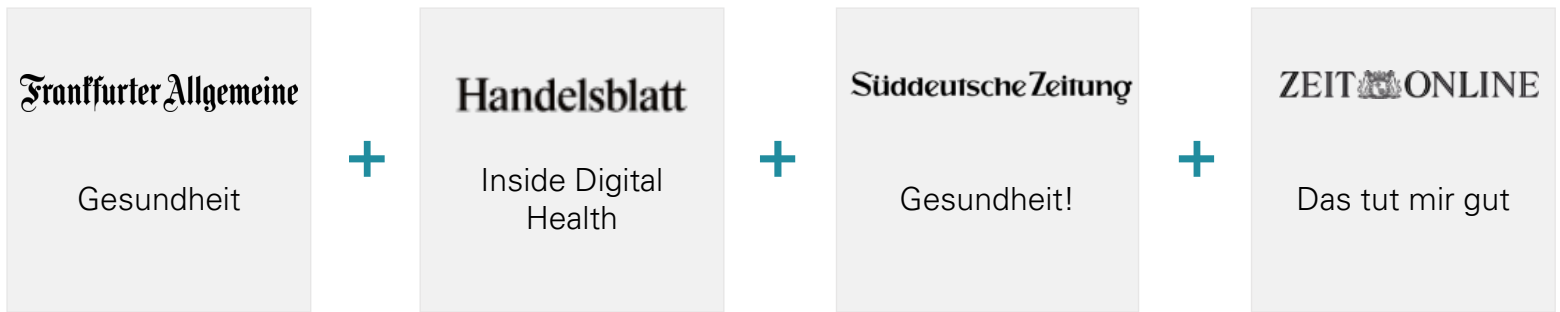 Frankfurter Allgemeine
Gesundheit
+
Handelsblatt
Inside Digital
Health
+
Süddeutsche Zeitung
Gesundheit!
+
ZEIT ONLINE
Das tut mir gut